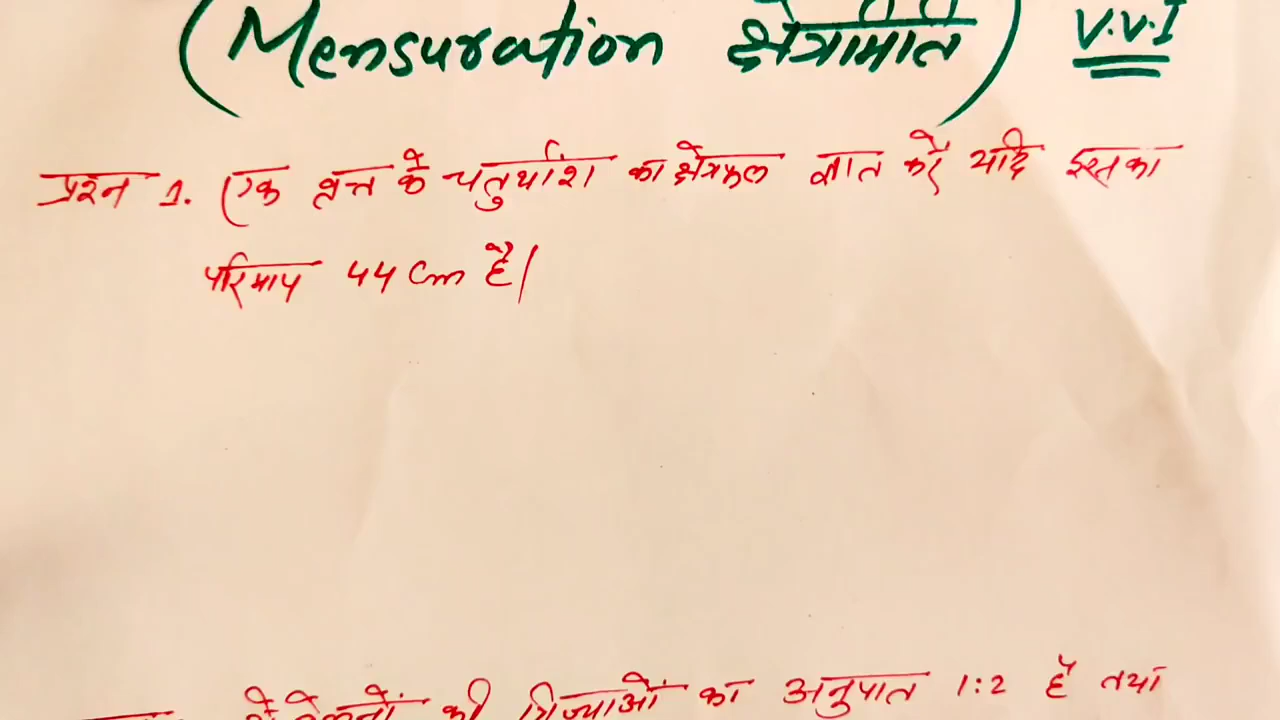 (Mensuration क्षेत्रमिति) V.V.I
प्रश्न 1. एक वृत्त के चतुर्थांश का क्षेत्रफल ज्ञात करें यदि इसका
परिमाप 44 cm है।
की त्रिज्याओं का अनुपात 1:2 है तथा